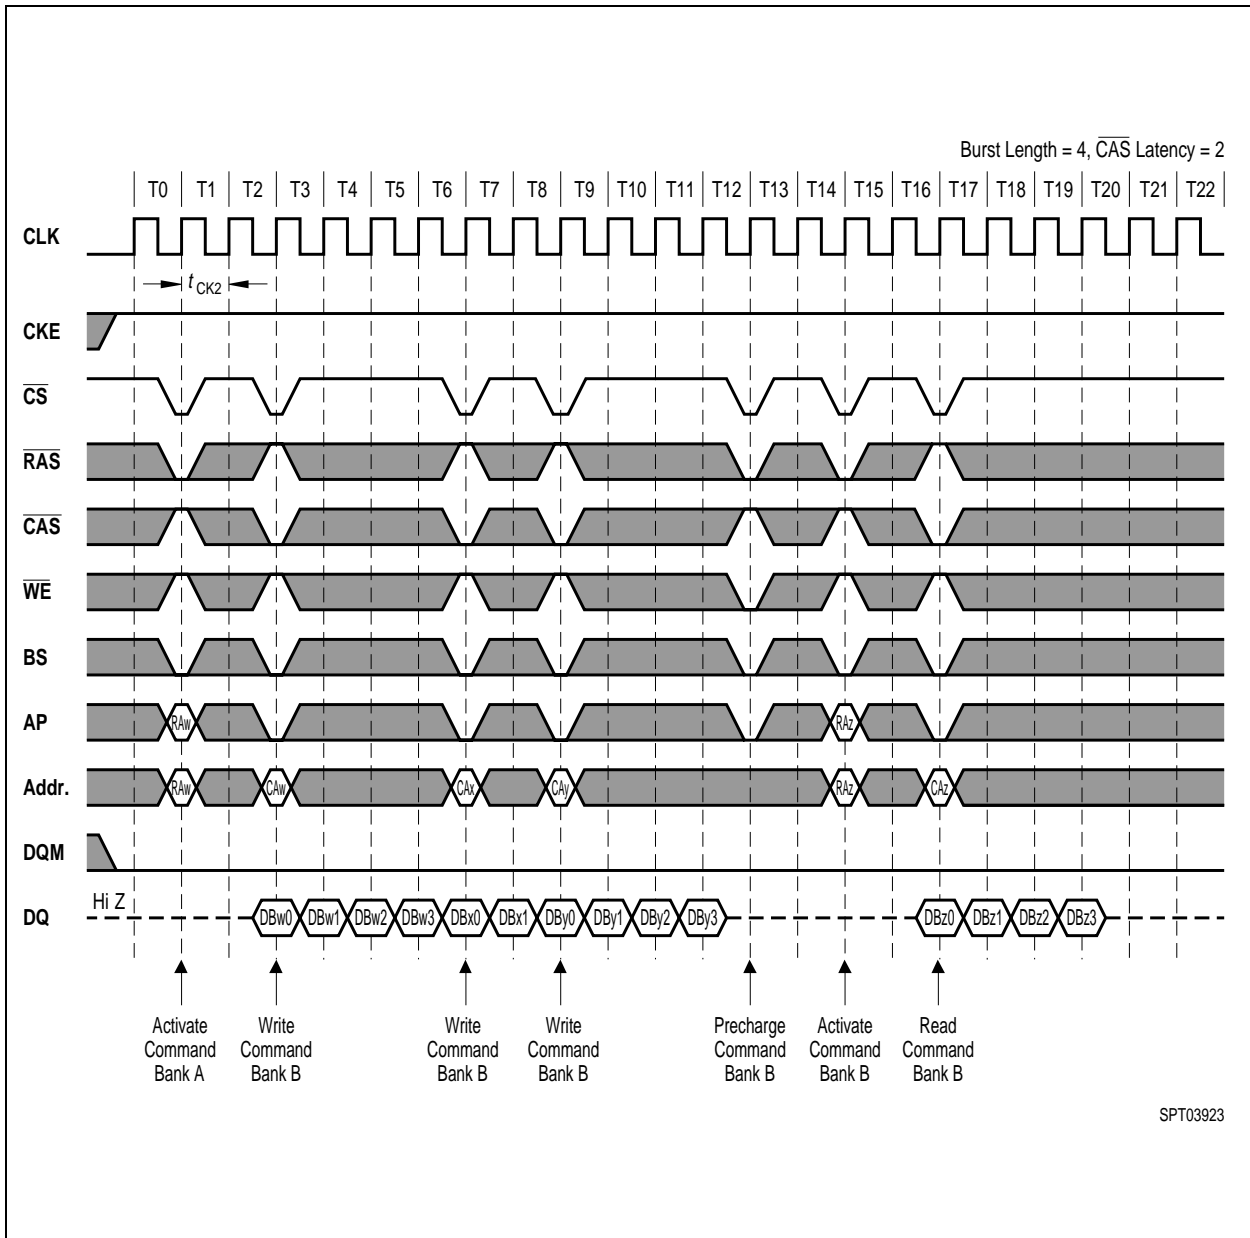 Burst Length = 4, CAS Latency = 2
T0 T1 T2 T3 T4 T5 T6 T7 T8 T9 T10 T11 T12 T13 T14 T15 T16 T17 T18 T19 T20 T21 T22
CLK
t CK2
CKE
CS
RAS
CAS
WE
BS
AP RAw RAz
Addr. RAw CAw CAx CAy RAz CAz
DQM
Hi Z
DQ DBw0 DBw1 DBw2 DBw3 DBx0 DBx1 DBy0 DBy1 DBy2 DBy3 DBz0 DBz1 DBz2 DBz3
Activate Write Write Write Precharge Activate Read
Command Command Command Command Command Command Command
Bank A Bank B Bank B Bank B Bank B Bank B Bank B
SPT03923